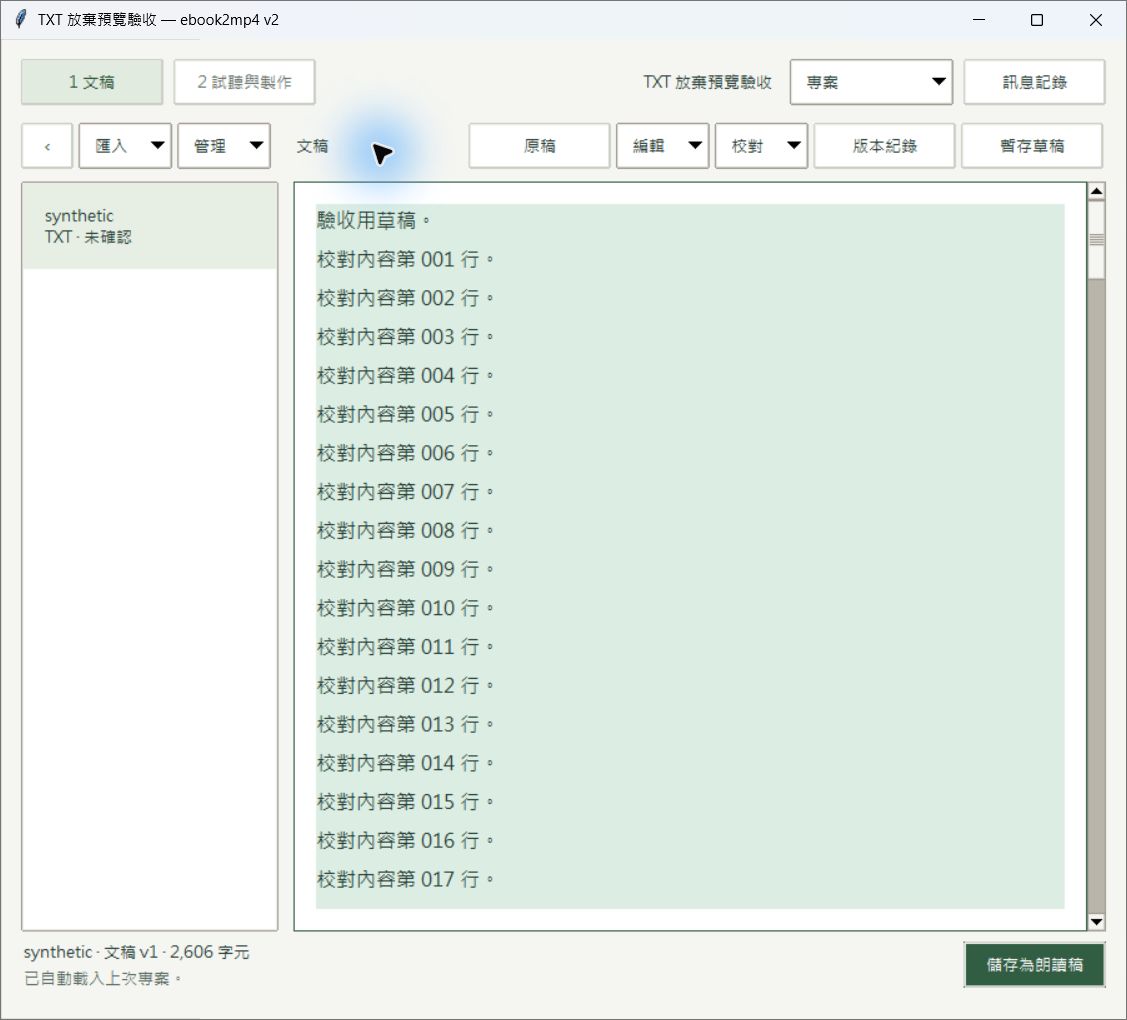 TXT 放棄預覽驗收 — ebook2mp4 v2
1 文稿
2 試聽與製作
TXT 放棄預覽驗收
專案
訊息記錄
‹
匯入
管理
文稿
原稿
編輯
校對
版本紀錄
暫存草稿
synthetic
TXT · 未確認
驗收用草稿。
校對內容第 001 行。
校對內容第 002 行。
校對內容第 003 行。
校對內容第 004 行。
校對內容第 005 行。
校對內容第 006 行。
校對內容第 007 行。
校對內容第 008 行。
校對內容第 009 行。
校對內容第 010 行。
校對內容第 011 行。
校對內容第 012 行。
校對內容第 013 行。
校對內容第 014 行。
校對內容第 015 行。
校對內容第 016 行。
校對內容第 017 行。
synthetic · 文稿 v1 · 2,606 字元
已自動載入上次專案。
儲存為朗讀稿